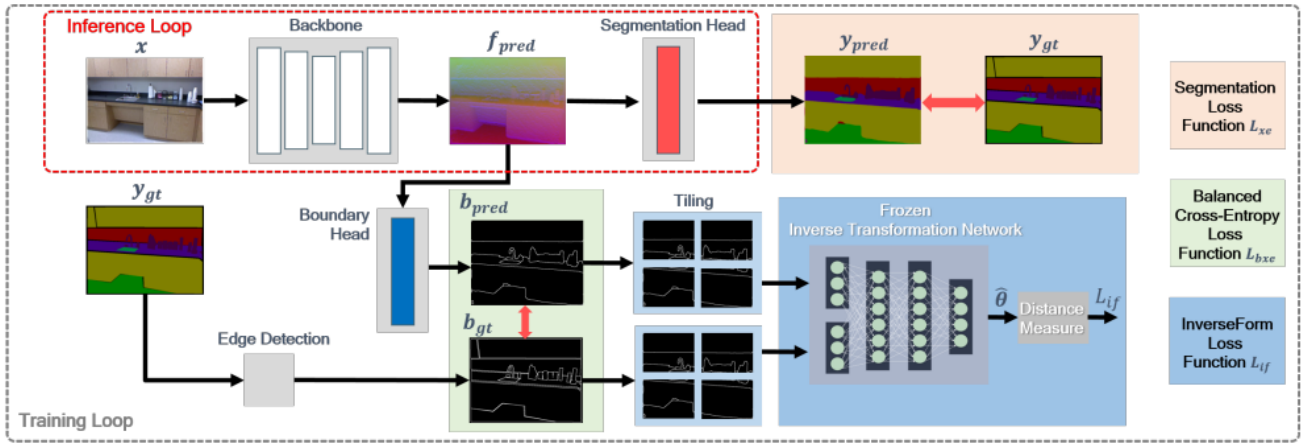 Inference Loop
x
Backbone
f_pred
Segmentation Head
y_pred
y_gt
Segmentation
Loss
Function L_xe
y_gt
Boundary
Head
b_pred
b_gt
Tiling
Frozen
Inverse Transformation Network
θ̂
Distance
Measure
L_if
Balanced
Cross-Entropy
Loss
Function L_bxe
Edge Detection
InverseForm
Loss
Function L_if
Training Loop